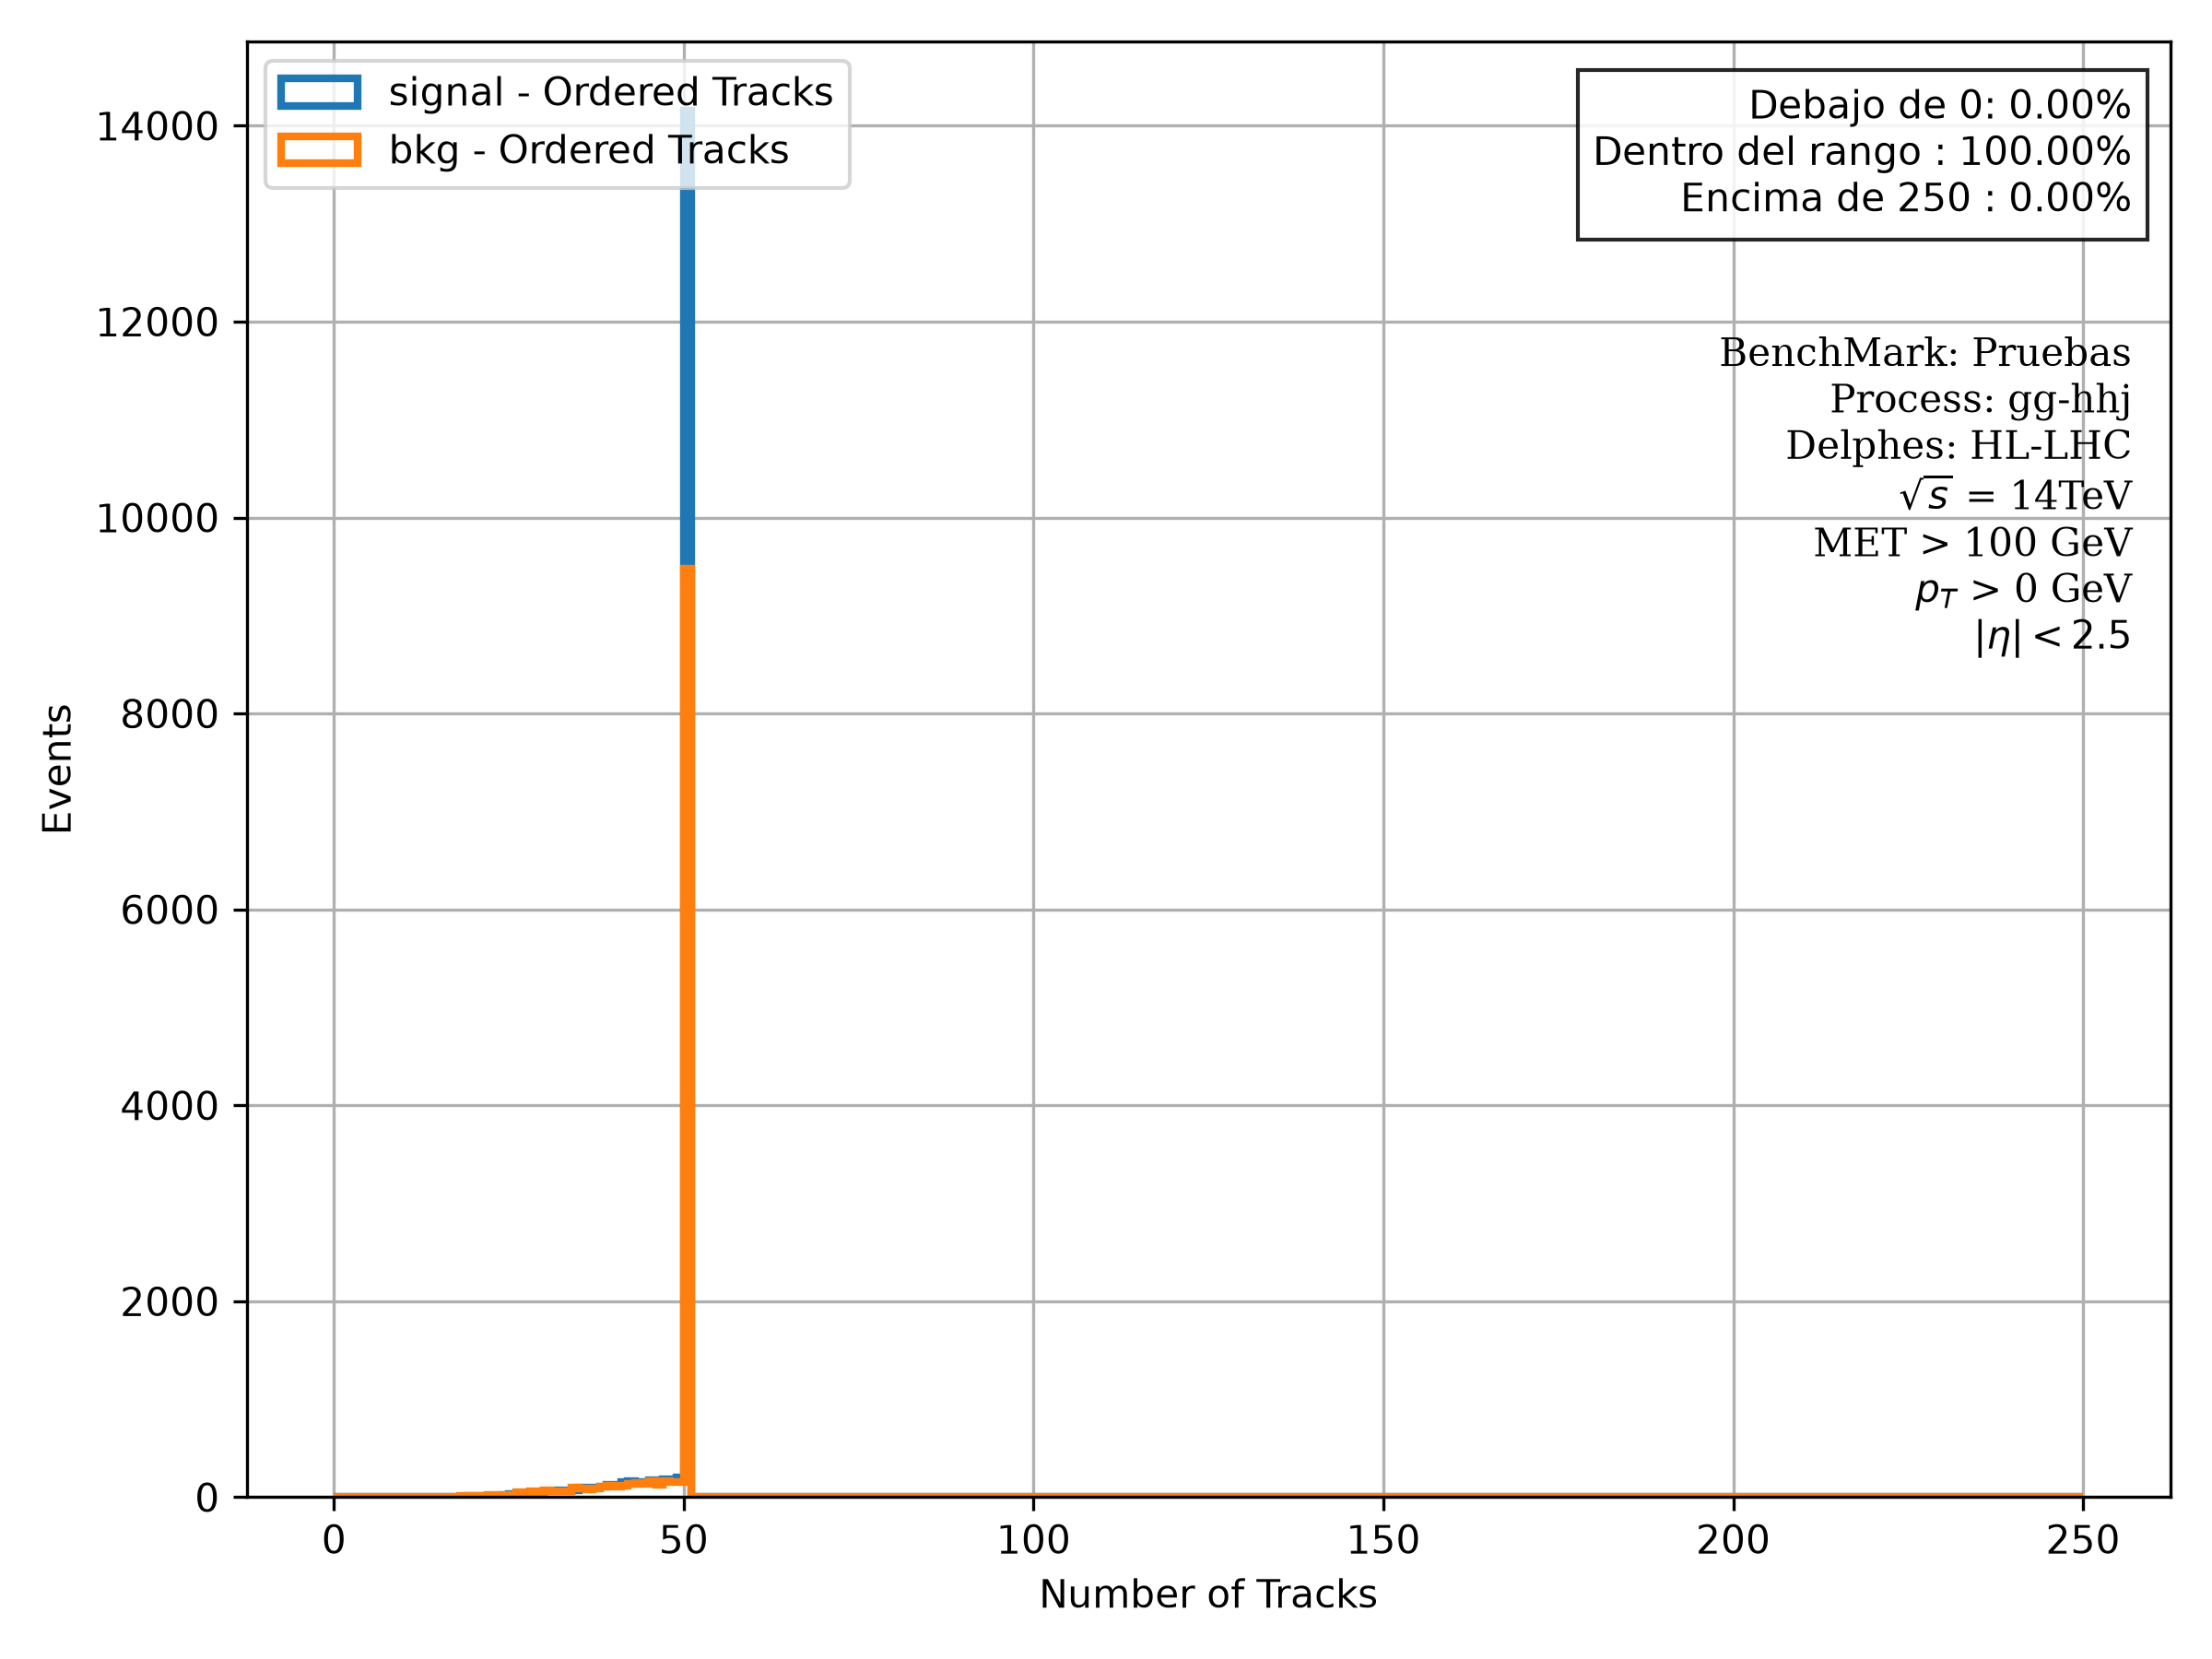 signal - Ordered Tracks
bkg - Ordered Tracks
Debajo de 0: 0.00%
Dentro del rango : 100.00%
Encima de 250 : 0.00%
BenchMark: Pruebas
Process: gg-hhj
Delphes: HL-LHC
√s = 14TeV
MET > 100 GeV
p_T > 0 GeV
|η| < 2.5
Events
14000
12000
10000
8000
6000
4000
2000
0
0 50 100 150 200 250
Number of Tracks